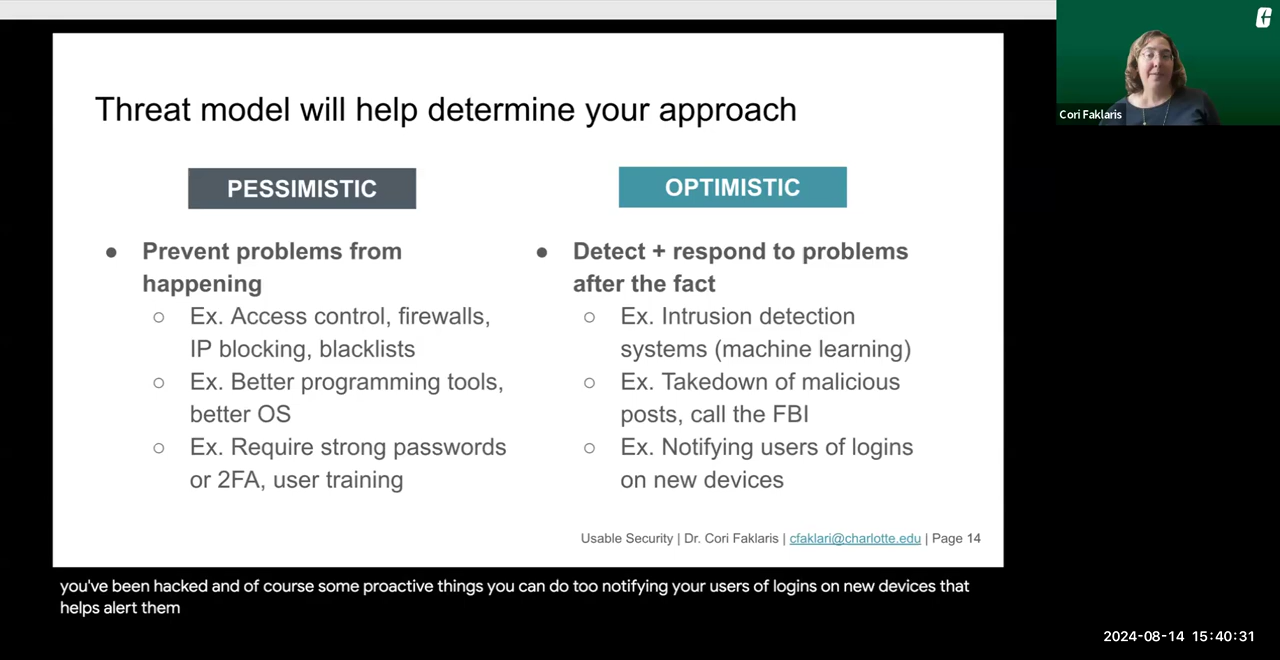 Threat model will help determine your approach
PESSIMISTIC
● Prevent problems from
happening
○ Ex. Access control, firewalls,
IP blocking, blacklists
○ Ex. Better programming tools,
better OS
○ Ex. Require strong passwords
or 2FA, user training
OPTIMISTIC
● Detect + respond to problems
after the fact
○ Ex. Intrusion detection
systems (machine learning)
○ Ex. Takedown of malicious
posts, call the FBI
○ Ex. Notifying users of logins
on new devices
Usable Security | Dr. Cori Faklaris | cfaklari@charlotte.edu | Page 14
Cori Faklaris
you've been hacked and of course some proactive things you can do too notifying your users of logins on new devices that
helps alert them
2024-08-14 15:40:31